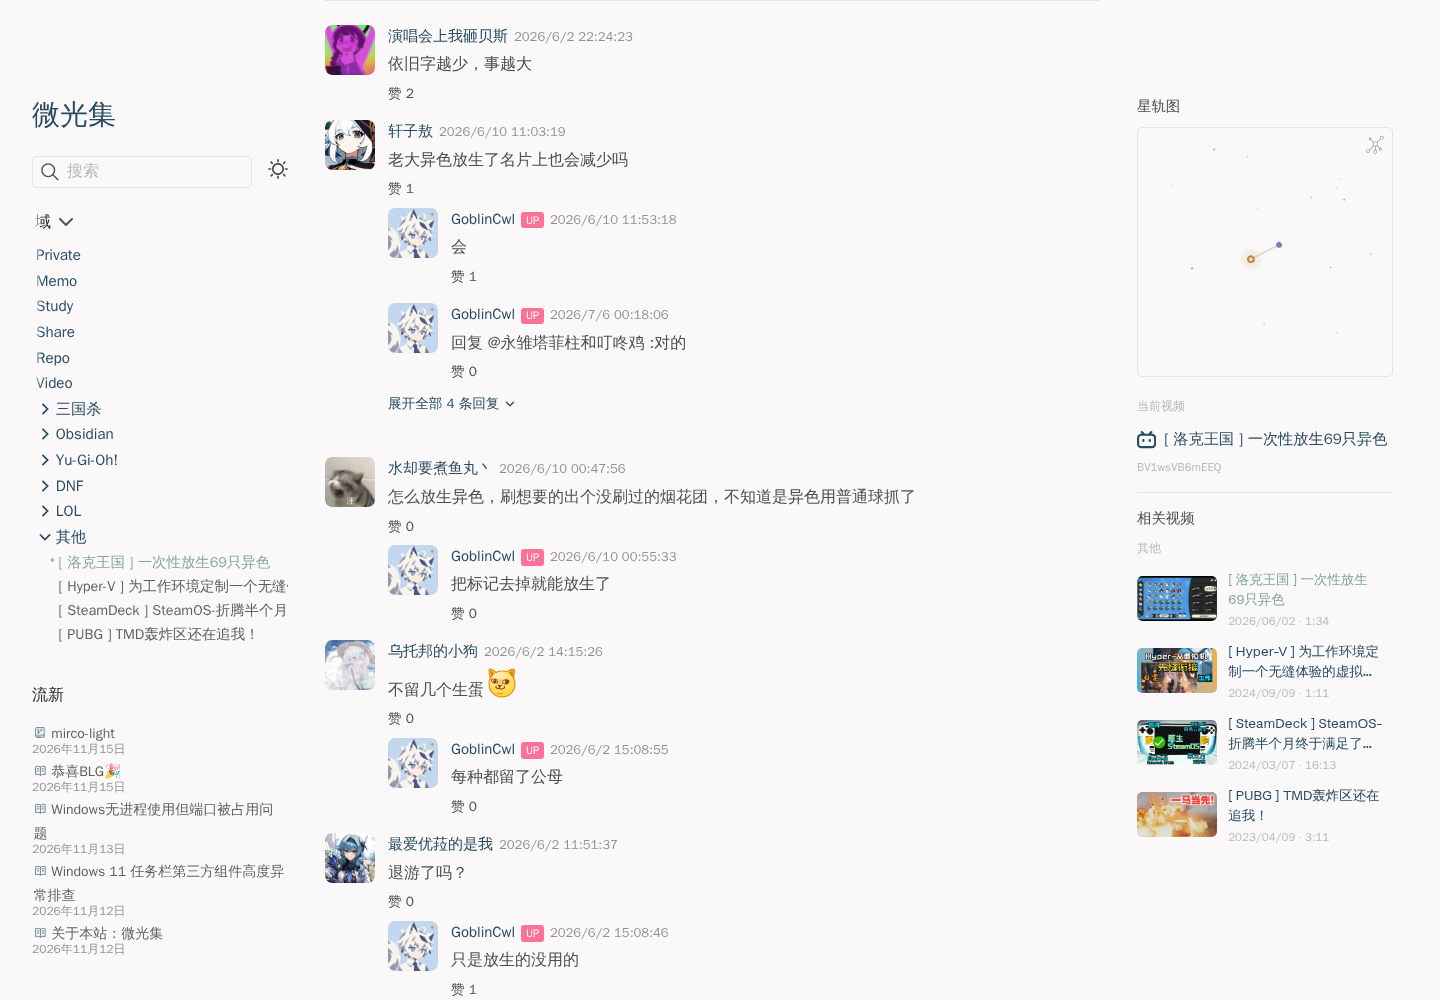 微光集
搜索
域
Private
Memo
Study
Share
Repo
Video
三国杀
Obsidian
Yu-Gi-Oh!
DNF
LOL
其他
* [ 洛克王国 ] 一次性放生69只异色
[ Hyper-V ] 为工作环境定制一个无缝
[ SteamDeck ] SteamOS-折腾半个月
[ PUBG ] TMD轰炸区还在追我！
流新
mirco-light
2026年11月15日
恭喜BLG🎉
2026年11月15日
Windows无进程使用但端口被占用问
题
2026年11月13日
Windows 11 任务栏第三方组件高度异
常排查
2026年11月12日
关于本站：微光集
2026年11月12日
演唱会上我砸贝斯 2026/6/2 22:24:23
依旧字越少，事越大
赞 2
轩子敖 2026/6/10 11:03:19
老大异色放生了名片上也会减少吗
赞 1
GoblinCwl UP 2026/6/10 11:53:18
会
赞 1
GoblinCwl UP 2026/7/6 00:18:06
回复 @永雏塔菲柱和叮咚鸡 :对的
赞 0
展开全部 4 条回复
水却要煮鱼丸丶 2026/6/10 00:47:56
怎么放生异色，刷想要的出个没刷过的烟花团，不知道是异色用普通球抓了
赞 0
GoblinCwl UP 2026/6/10 00:55:33
把标记去掉就能放生了
赞 0
乌托邦的小狗 2026/6/2 14:15:26
不留几个生蛋
赞 0
GoblinCwl UP 2026/6/2 15:08:55
每种都留了公母
赞 0
最爱优菈的是我 2026/6/2 11:51:37
退游了吗？
赞 0
GoblinCwl UP 2026/6/2 15:08:46
只是放生的没用的
赞 1
星轨图
当前视频
[ 洛克王国 ] 一次性放生69只异色
BV1wsVB6mEEQ
相关视频
其他
[ 洛克王国 ] 一次性放生
69只异色
2026/06/02 · 1:34
Hyper-V虚拟机
[ Hyper-V ] 为工作环境定
制一个无缝体验的虚拟...
2024/09/09 · 1:11
原生
SteamOS
[ SteamDeck ] SteamOS-
折腾半个月终于满足了...
2024/03/07 · 16:13
一马当先!
[ PUBG ] TMD轰炸区还在
追我！
2023/04/09 · 3:11